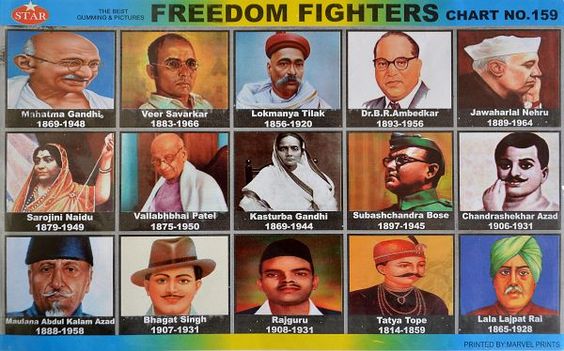 STAR
THE BEST
GUMMING & PICTURES
FREEDOM FIGHTERS CHART NO.159
Mahatma Gandhi
1869-1948
Veer Savarkar
1883-1966
Lokmanya Tilak
1856-1920
Dr.B.R.Ambedkar
1893-1956
Jawaharlal Nehru
1889-1964
Sarojini Naidu
1879-1949
Vallabhbhai Patel
1875-1950
Kasturba Gandhi
1869-1944
Subashchandra Bose
1897-1945
Chandrashekhar Azad
1906-1931
Maulana Abdul Kalam Azad
1888-1958
Bhagat Singh
1907-1931
Rajguru
1908-1931
Tatya Tope
1814-1859
Lala Lajpat Rai
1865-1928
PRINTED BY:MARVEL PRINTS